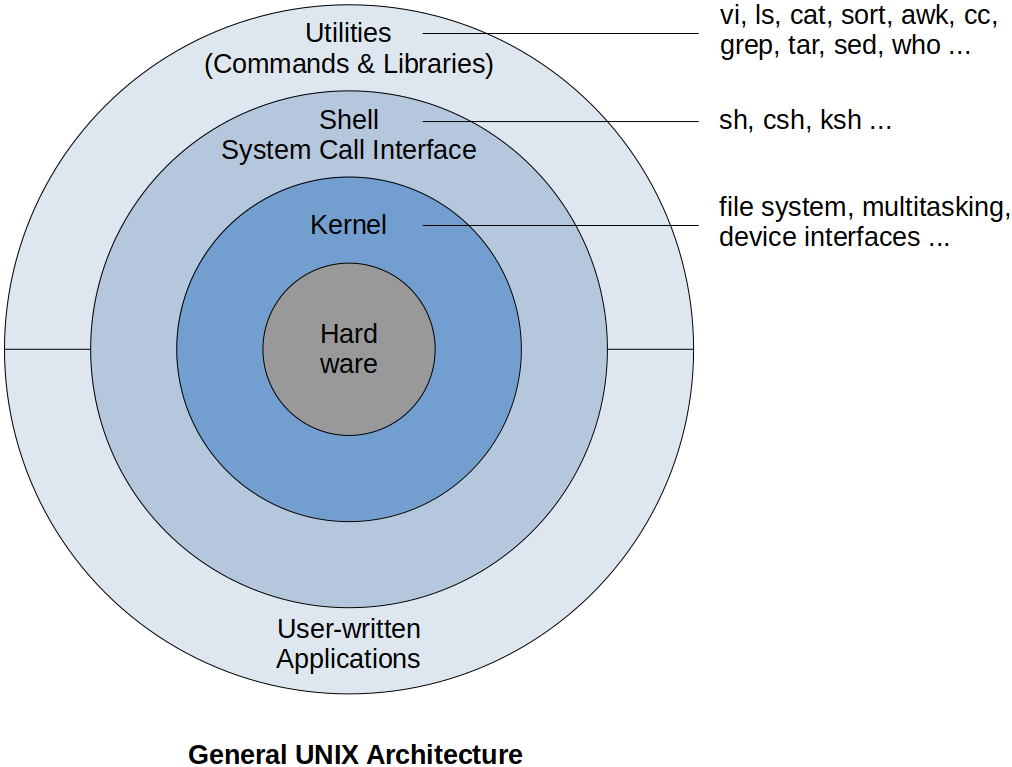 Utilities
(Commands & Libraries)
vi, ls, cat, sort, awk, cc,
grep, tar, sed, who ...
Shell
System Call Interface
sh, csh, ksh ...
Kernel
file system, multitasking,
device interfaces ...
Hard
ware
User-written
Applications
General UNIX Architecture